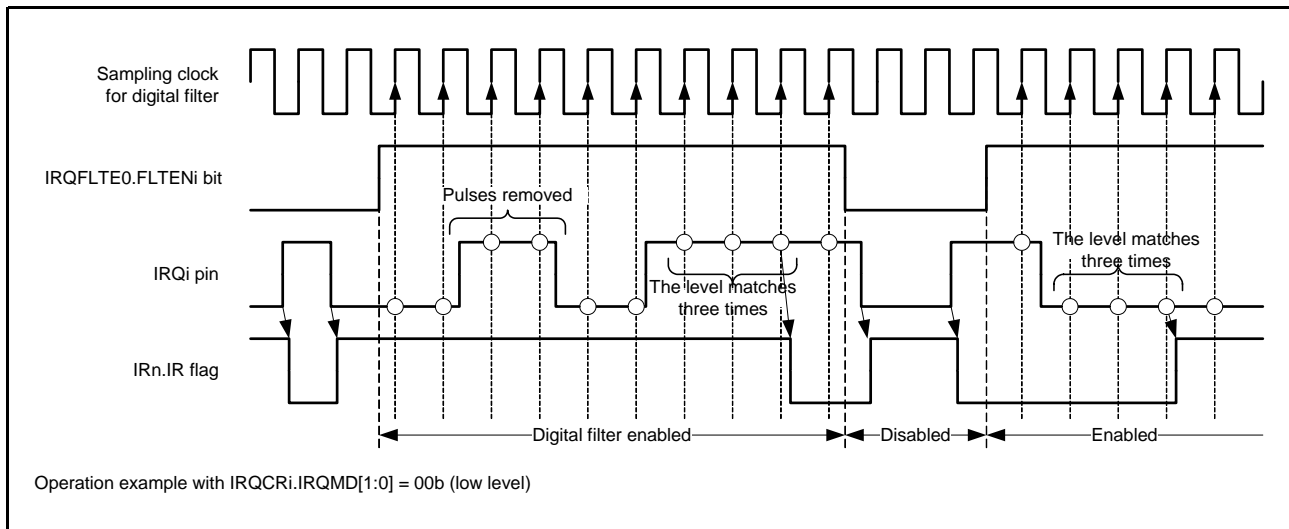 Sampling clock
for digital filter
IRQFLTE0.FLTENi bit
Pulses removed
IRQi pin
The level matches
three times
The level matches
three times
IRn.IR flag
Digital filter enabled
Disabled
Enabled
Operation example with IRQCRi.IRQMD[1:0] = 00b (low level)